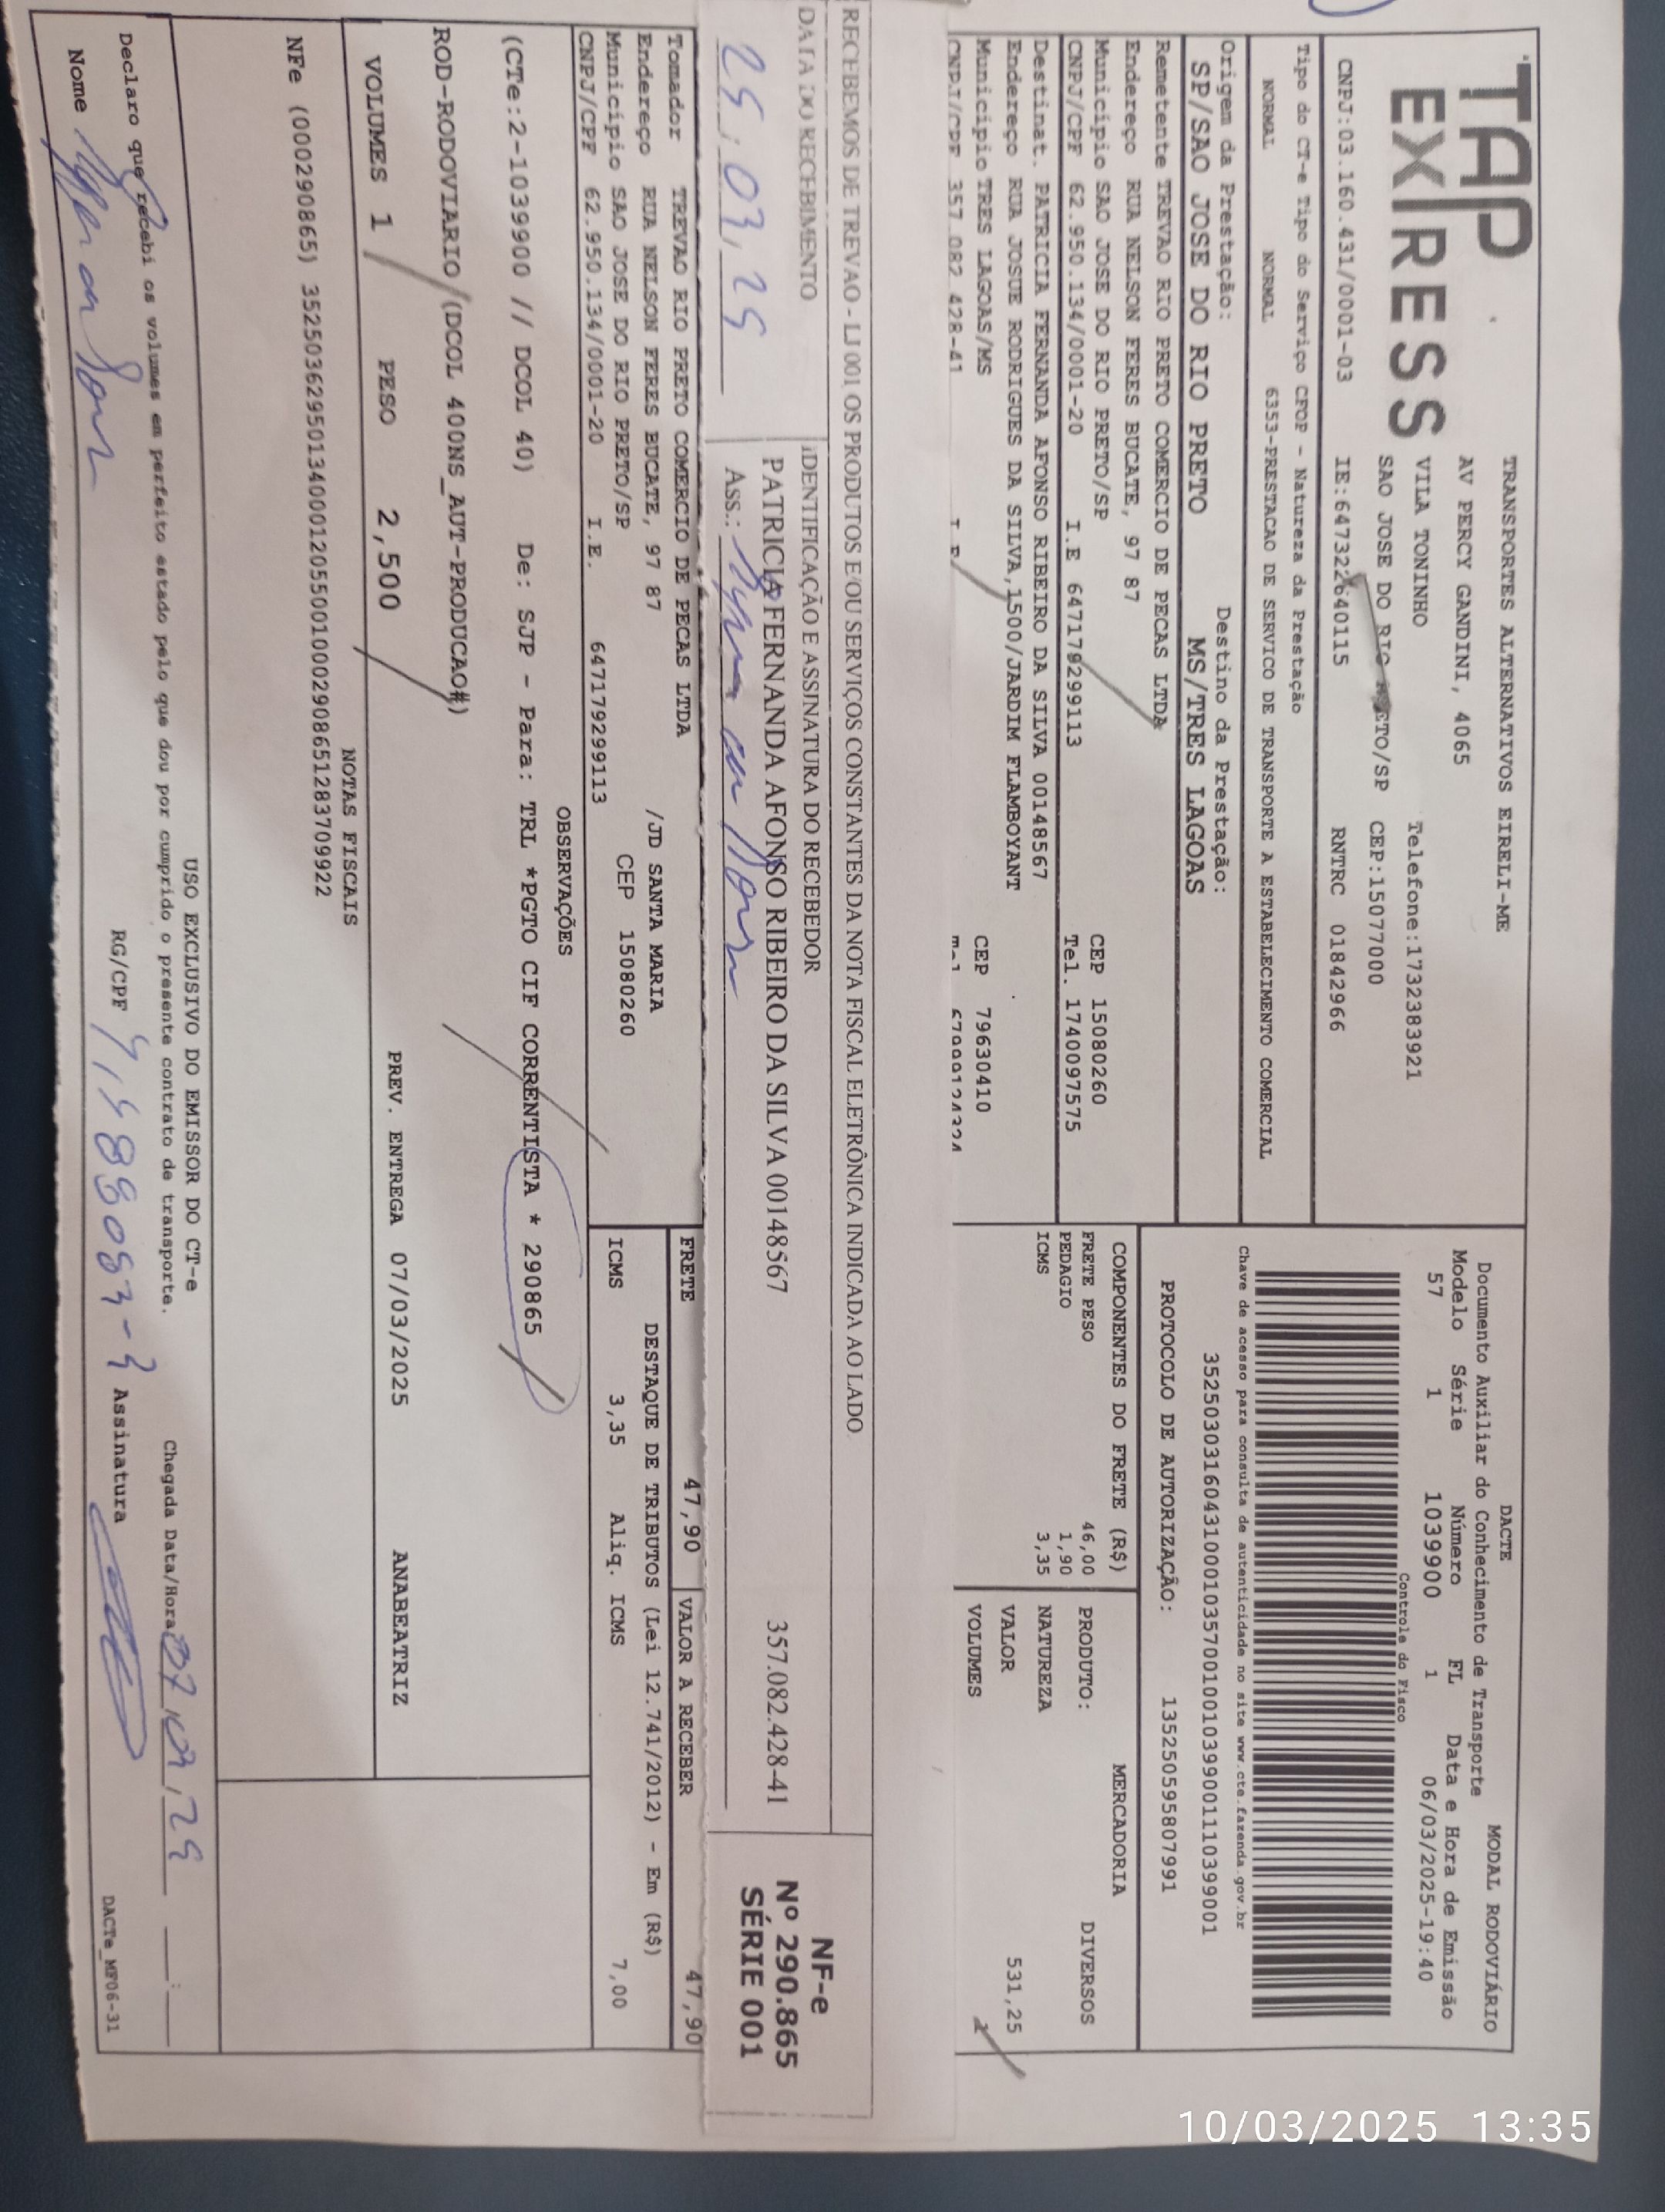 TAP
EXPRESS
TRANSPORTES ALTERNATIVOS EIRELI-ME
AV PERCY GANDINI, 4065
VILA TONINHO Telefone:1732383921
SAO JOSE DO RIO PRETO/SP CEP:15077000
CNPJ:03.160.431/0001-03 IE:647322640115 RNTRC 01842966
DACTE MODAL RODOVIÁRIO
Documento Auxiliar do Conhecimento de Transporte
Modelo Série Número FL Data e Hora de Emissão
57 1 1039900 1 06/03/2025-19:40
Controle do Fisco
Chave de acesso para consulta de autenticidade no site www.cte.fazenda.gov.br
35250303160431000103570010010399001110399001
PROTOCOLO DE AUTORIZAÇÃO: 135250595807991
Tipo do CT-e Tipo do Serviço CFOP - Natureza da Prestação
NORMAL NORMAL 6353-PRESTACAO DE SERVICO DE TRANSPORTE A ESTABELECIMENTO COMERCIAL
Origem da Prestação: Destino da Prestação:
SP/SAO JOSE DO RIO PRETO MS/TRES LAGOAS
Remetente TREVAO RIO PRETO COMERCIO DE PECAS LTDA
Endereço RUA NELSON FERES BUCATE, 97 87
Município SAO JOSE DO RIO PRETO/SP CEP 15080260
CNPJ/CPF 62.950.134/0001-20 I.E 647179299113 Tel. 1740097575
Destinat. PATRICIA FERNANDA AFONSO RIBEIRO DA SILVA 00148567
Endereço RUA JOSUE RODRIGUES DA SILVA,1500/JARDIM FLAMBOYANT
Município TRES LAGOAS/MS CEP 79630410
CNPJ/CPF 357.082.428-41
COMPONENTES DO FRETE (R$)
FRETE PESO 46,00
PEDAGIO 1,90
ICMS 3,35
MERCADORIA
PRODUTO: DIVERSOS
NATUREZA
VALOR 531,25
VOLUMES 1
RECEBEMOS DE TREVAO - LJ 001 OS PRODUTOS E/OU SERVIÇOS CONSTANTES DA NOTA FISCAL ELETRÔNICA INDICADA AO LADO
DATA DO RECEBIMENTO IDENTIFICAÇÃO E ASSINATURA DO RECEBEDOR
PATRICIA FERNANDA AFONSO RIBEIRO DA SILVA 00148567 357.082.428-41
Ass.:
NF-e
Nº 290.865
SÉRIE 001
Tomador TREVAO RIO PRETO COMERCIO DE PECAS LTDA
Endereço RUA NELSON FERES BUCATE, 97 87 /JD SANTA MARIA
Município SAO JOSE DO RIO PRETO/SP CEP 15080260
CNPJ/CPF 62.950.134/0001-20 I.E. 647179299113
FRETE 47,90 VALOR A RECEBER 47,90
DESTAQUE DE TRIBUTOS (Lei 12.741/2012) - Em (R$)
ICMS 3,35 Aliq. ICMS 7,00
OBSERVAÇÕES
(CTe:2-1039900 // DCOL 40) De: SJP - Para: TRL *PGTO CIF CORRENTISTA * 290865
ROD-RODOVIARIO (DCOL 400NS_AUT-PRODUCAO#)
VOLUMES 1 PESO 2,500 PREV. ENTREGA 07/03/2025 ANABEATRIZ
NOTAS FISCAIS
NFe (000290865) 35250362950134000120550010002908651283709922
USO EXCLUSIVO DO EMISSOR DO CT-e
Declaro que recebi os volumes em perfeito estado pelo que dou por cumprido o presente contrato de transporte. Chegada Data/Hora
Nome RG/CPF Assinatura
DACTe_MF06-31
10/03/2025 13:35